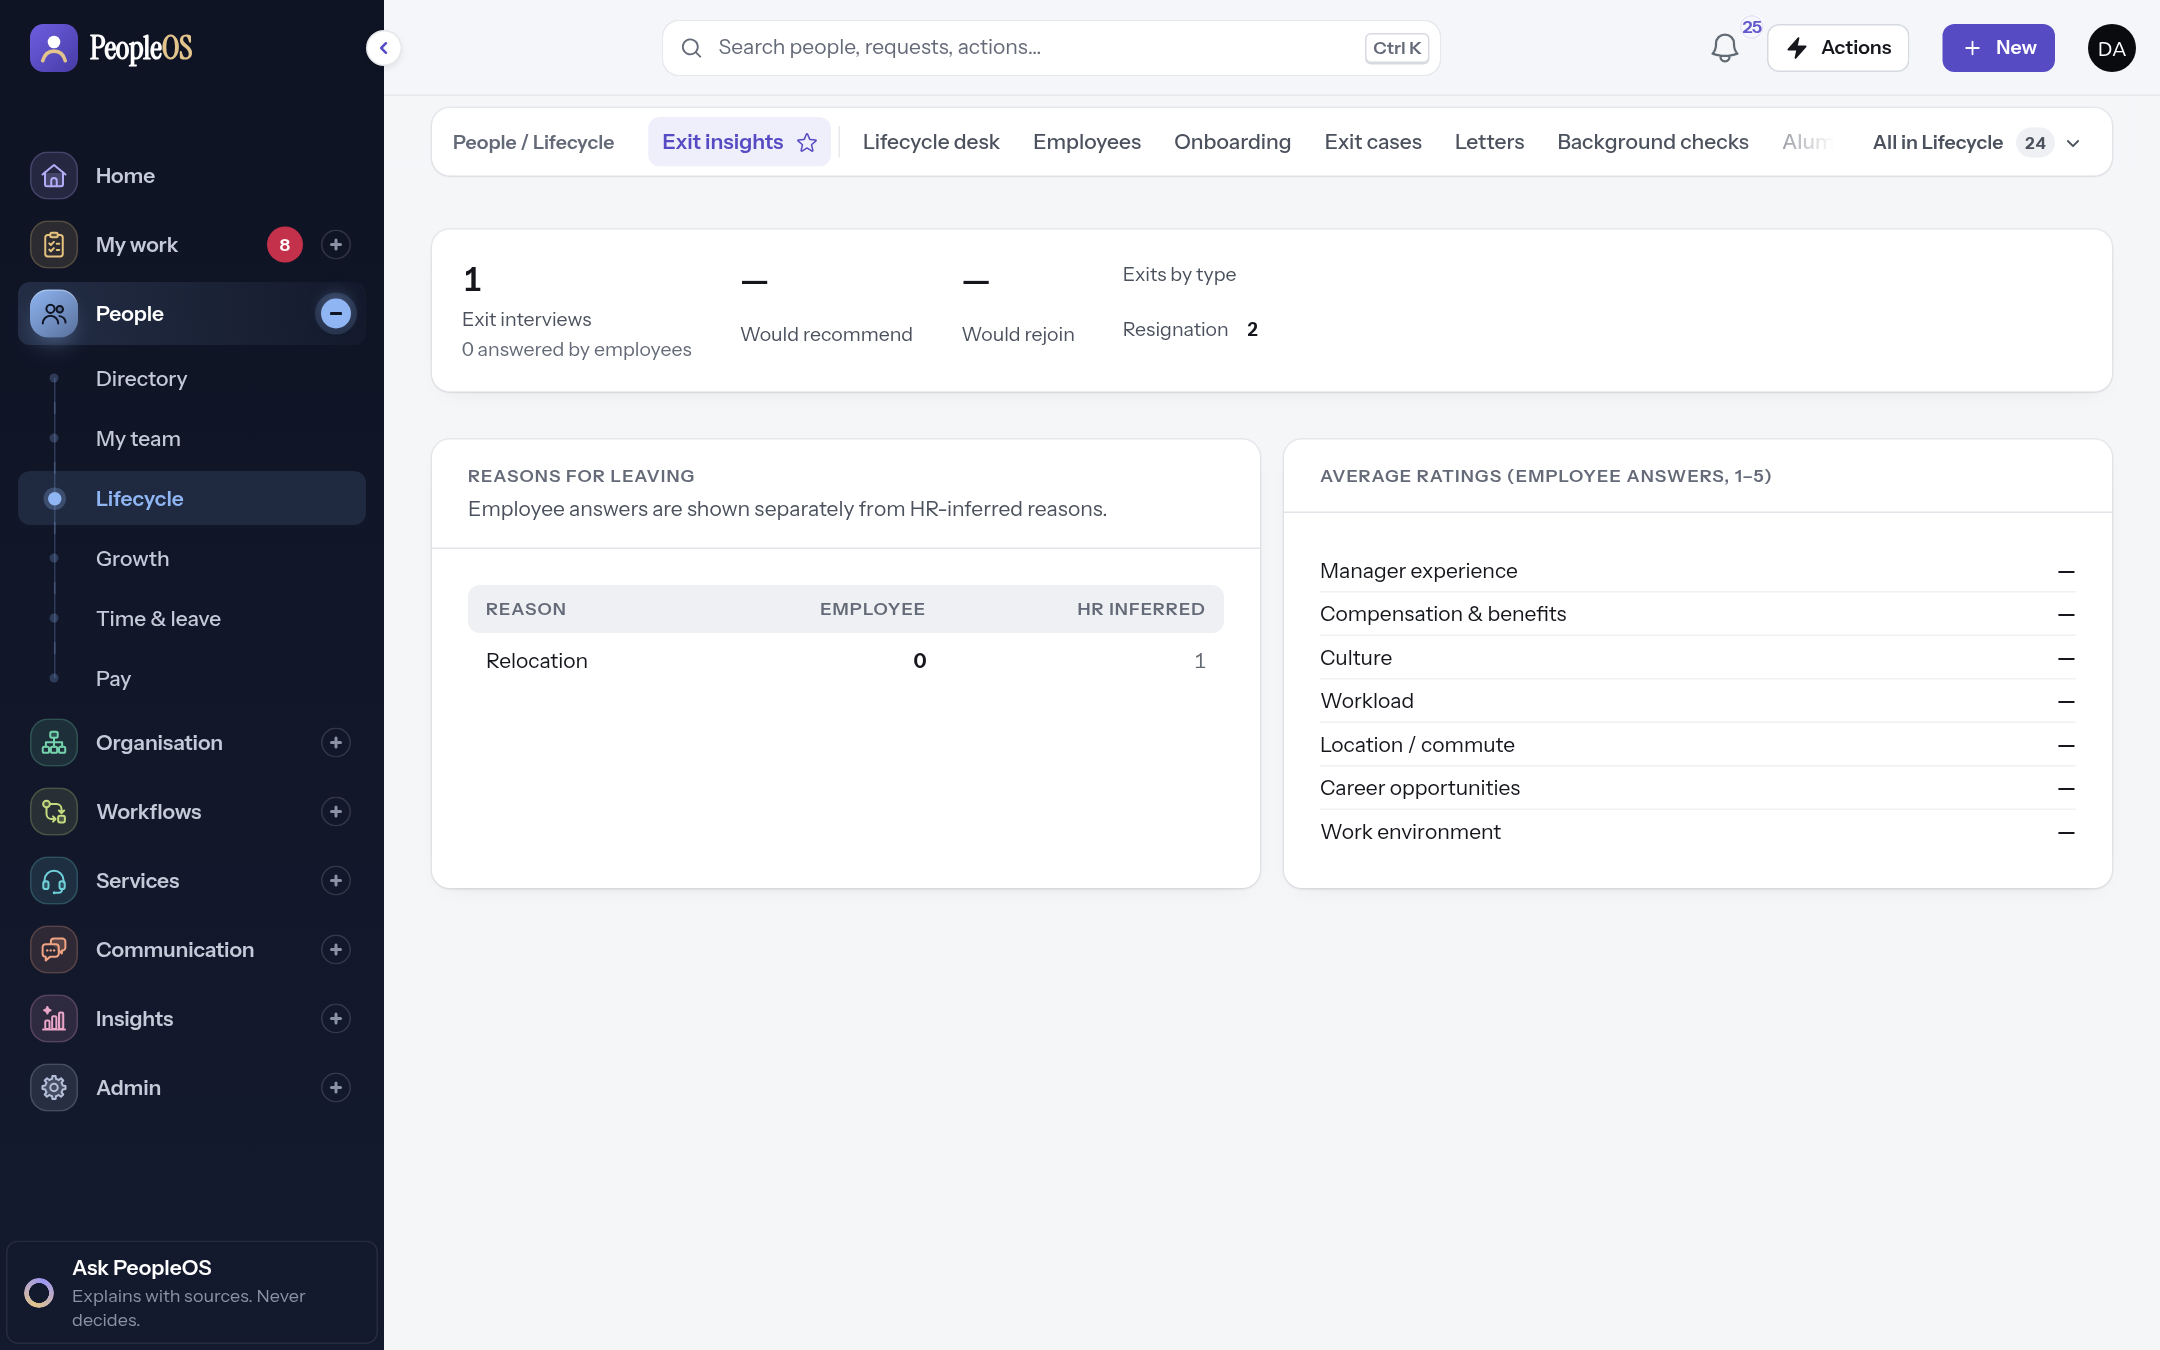 PeopleOS
Search people, requests, actions...
Ctrl K
25
Actions
New
DA
Home
My work
8
People
Directory
My team
Lifecycle
Growth
Time & leave
Pay
Organisation
Workflows
Services
Communication
Insights
Admin
Ask PeopleOS
Explains with sources. Never
decides.
People / Lifecycle
Exit insights
Lifecycle desk
Employees
Onboarding
Exit cases
Letters
Background checks
Alum
All in Lifecycle
24
1
Exit interviews
0 answered by employees
—
Would recommend
—
Would rejoin
Exits by type
Resignation 2
REASONS FOR LEAVING
Employee answers are shown separately from HR-inferred reasons.
REASON EMPLOYEE HR INFERRED
Relocation 0 1
AVERAGE RATINGS (EMPLOYEE ANSWERS, 1–5)
Manager experience —
Compensation & benefits —
Culture —
Workload —
Location / commute —
Career opportunities —
Work environment —